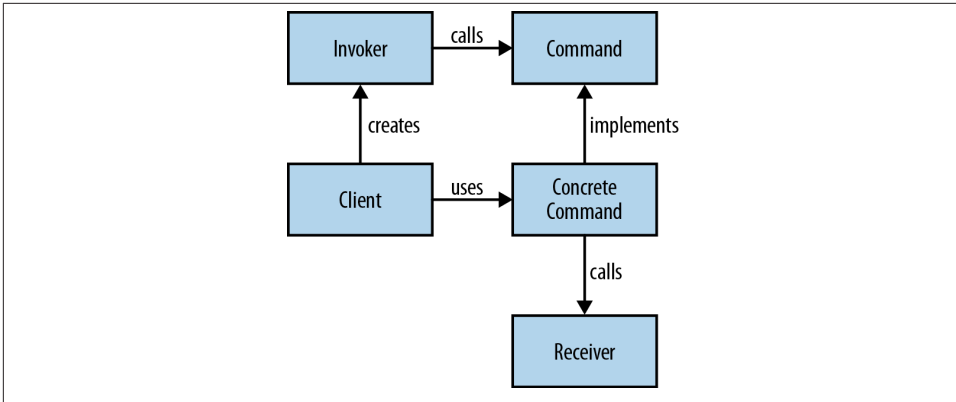 Invoker
calls
Command
creates
implements
Client
uses
Concrete
Command
calls
Receiver